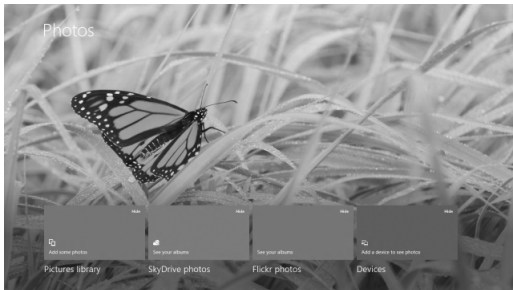 Photos
Hide
Hide
Hide
Hide
Add some photos
See your albums
See your albums
Add a device to see photos
Pictures library
SkyDrive photos
Flickr photos
Devices